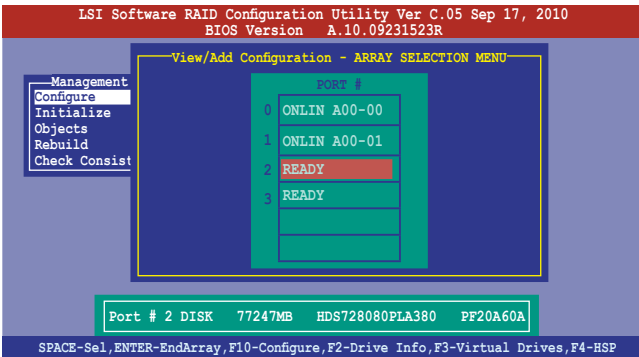 LSI Software RAID Configuration Utility Ver C.05 Sep 17, 2010
BIOS Version A.10.09231523R
View/Add Configuration - ARRAY SELECTION MENU
Management
Configure
Initialize
Objects
Rebuild
Check Consist
PORT #
0 ONLIN A00-00
1 ONLIN A00-01
2 READY
3 READY
Port # 2 DISK 77247MB HDS728080PLA380 PF20A60A
SPACE-Sel,ENTER-EndArray,F10-Configure,F2-Drive Info,F3-Virtual Drives,F4-HSP